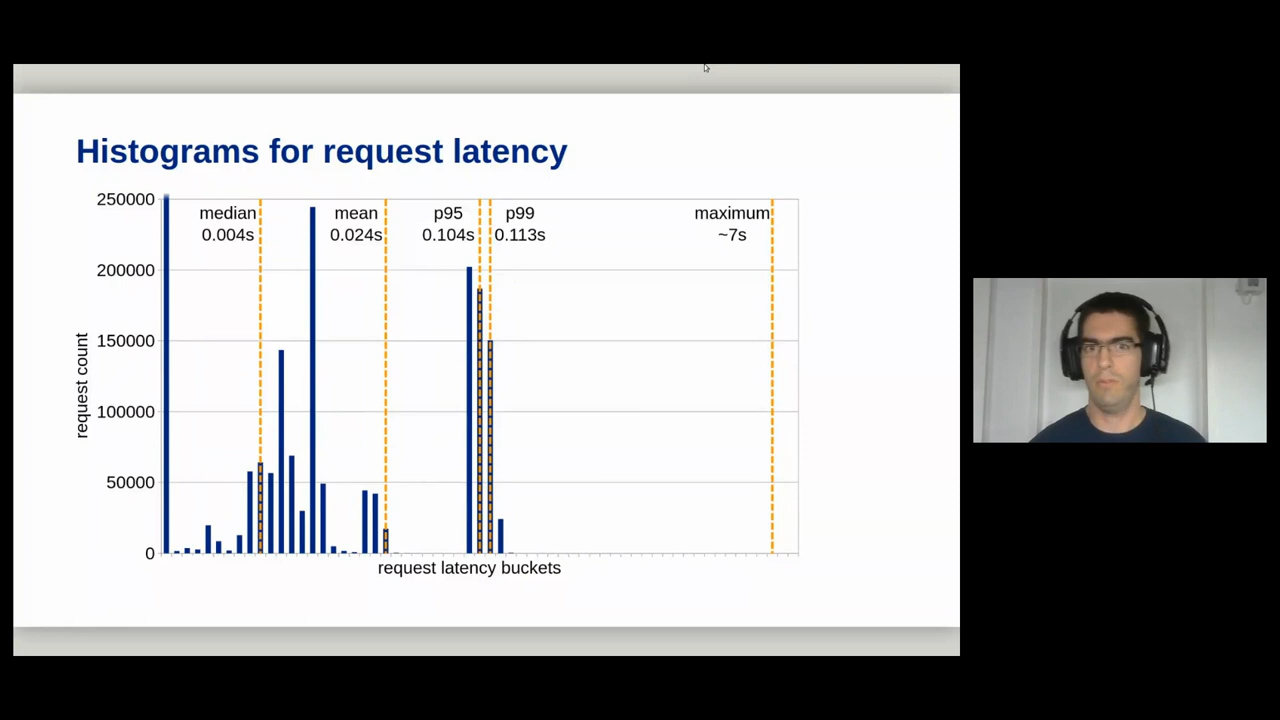 Histograms for request latency
250000
200000
150000
100000
50000
0
request count
median
0.004s
mean
0.024s
p95
0.104s
p99
0.113s
maximum
~7s
request latency buckets